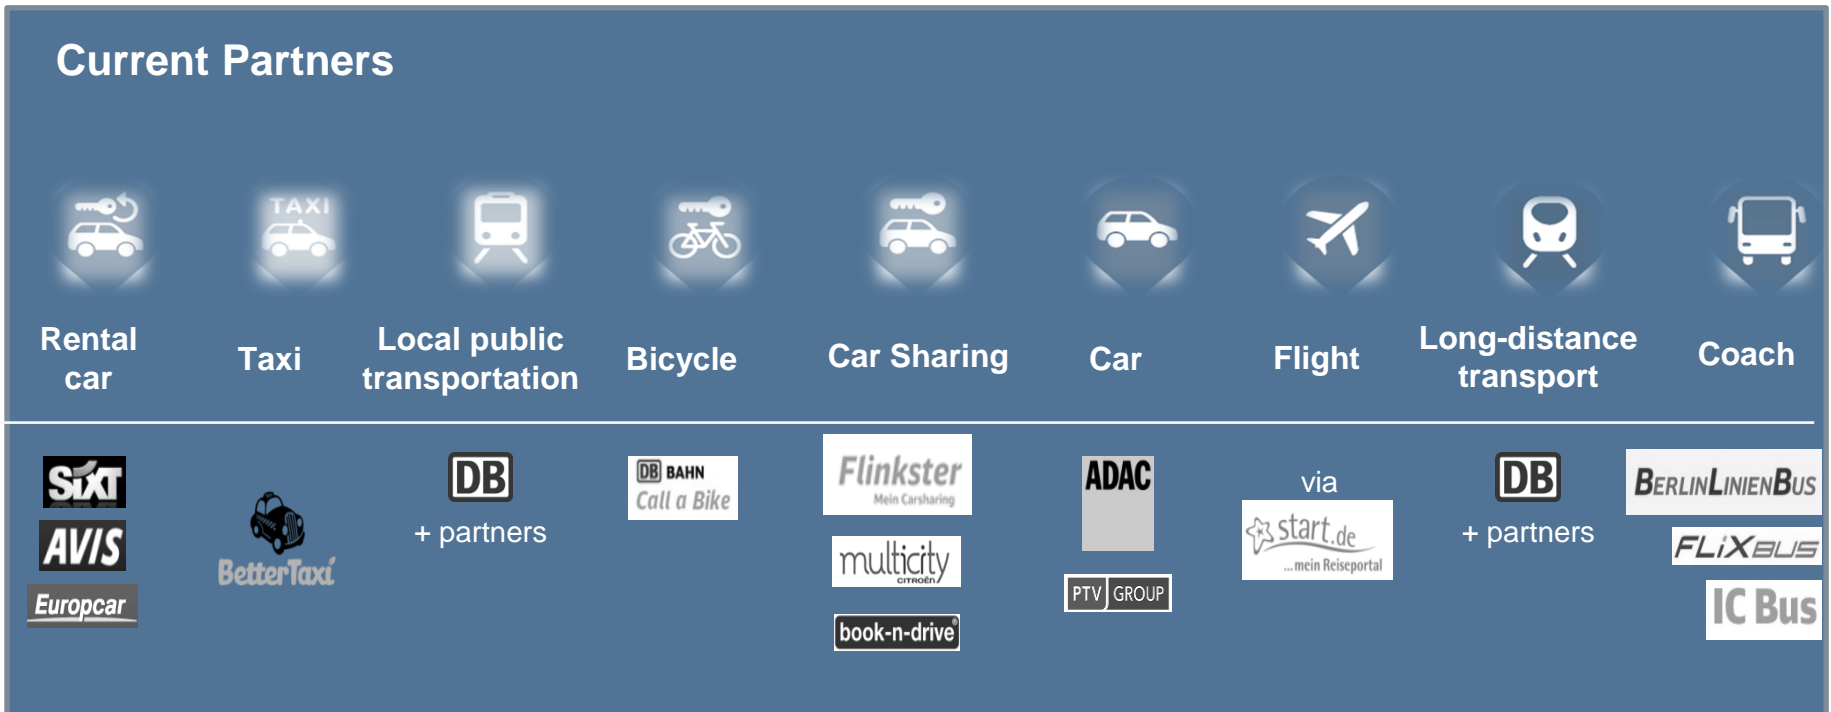 Current Partners
TAXI
Rental
car
Taxi
Local public
transportation
Bicycle
Car Sharing
Car
Flight
Long-distance
transport
Coach
SiXT
AVIS
Europcar
BetterTaxi
DB
+ partners
DB BAHN
Call a Bike
Flinkster
Mein Carsharing
multicity
CITROËN
book-n-drive®
ADAC
PTV GROUP
via
start.de
...mein Reiseportal
DB
+ partners
BERLINLINIENBUS
FLiXBUS
IC Bus